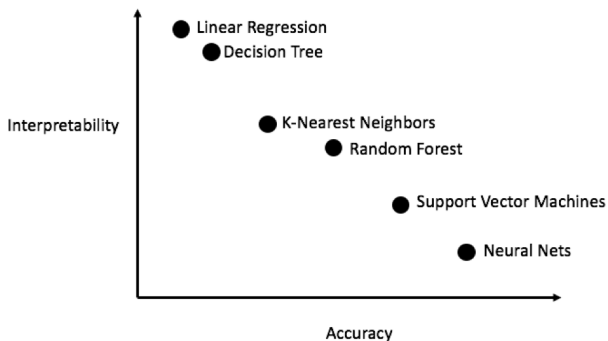 Linear Regression
Decision Tree
Interpretability
K-Nearest Neighbors
Random Forest
Support Vector Machines
Neural Nets
Accuracy